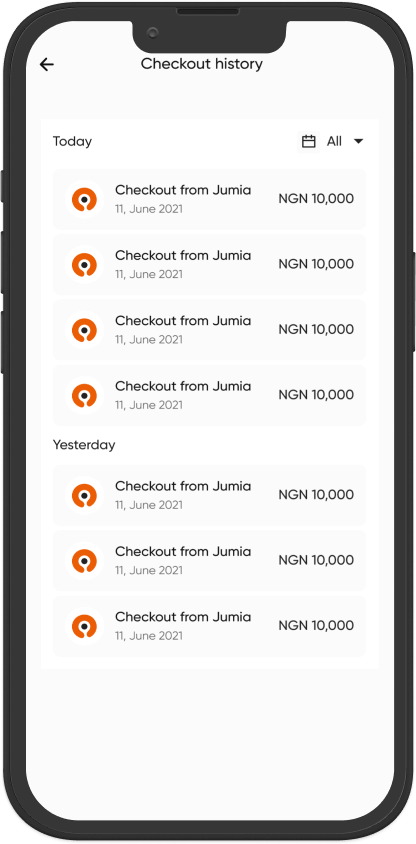 Checkout history
Today
All
Checkout from Jumia
11, June 2021
NGN 10,000
Checkout from Jumia
11, June 2021
NGN 10,000
Checkout from Jumia
11, June 2021
NGN 10,000
Checkout from Jumia
11, June 2021
NGN 10,000
Yesterday
Checkout from Jumia
11, June 2021
NGN 10,000
Checkout from Jumia
11, June 2021
NGN 10,000
Checkout from Jumia
11, June 2021
NGN 10,000